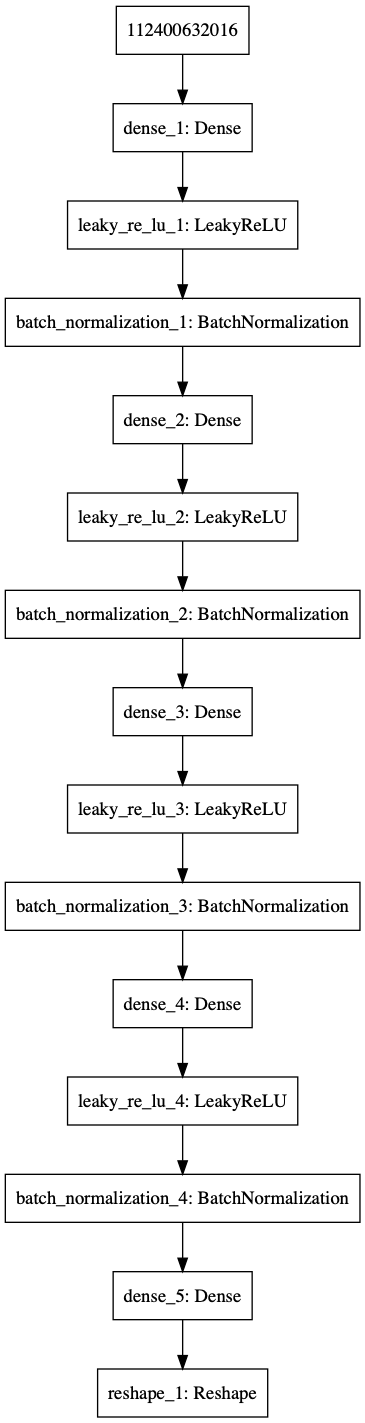 112400632016
dense_1: Dense
leaky_re_lu_1: LeakyReLU
batch_normalization_1: BatchNormalization
dense_2: Dense
leaky_re_lu_2: LeakyReLU
batch_normalization_2: BatchNormalization
dense_3: Dense
leaky_re_lu_3: LeakyReLU
batch_normalization_3: BatchNormalization
dense_4: Dense
leaky_re_lu_4: LeakyReLU
batch_normalization_4: BatchNormalization
dense_5: Dense
reshape_1: Reshape